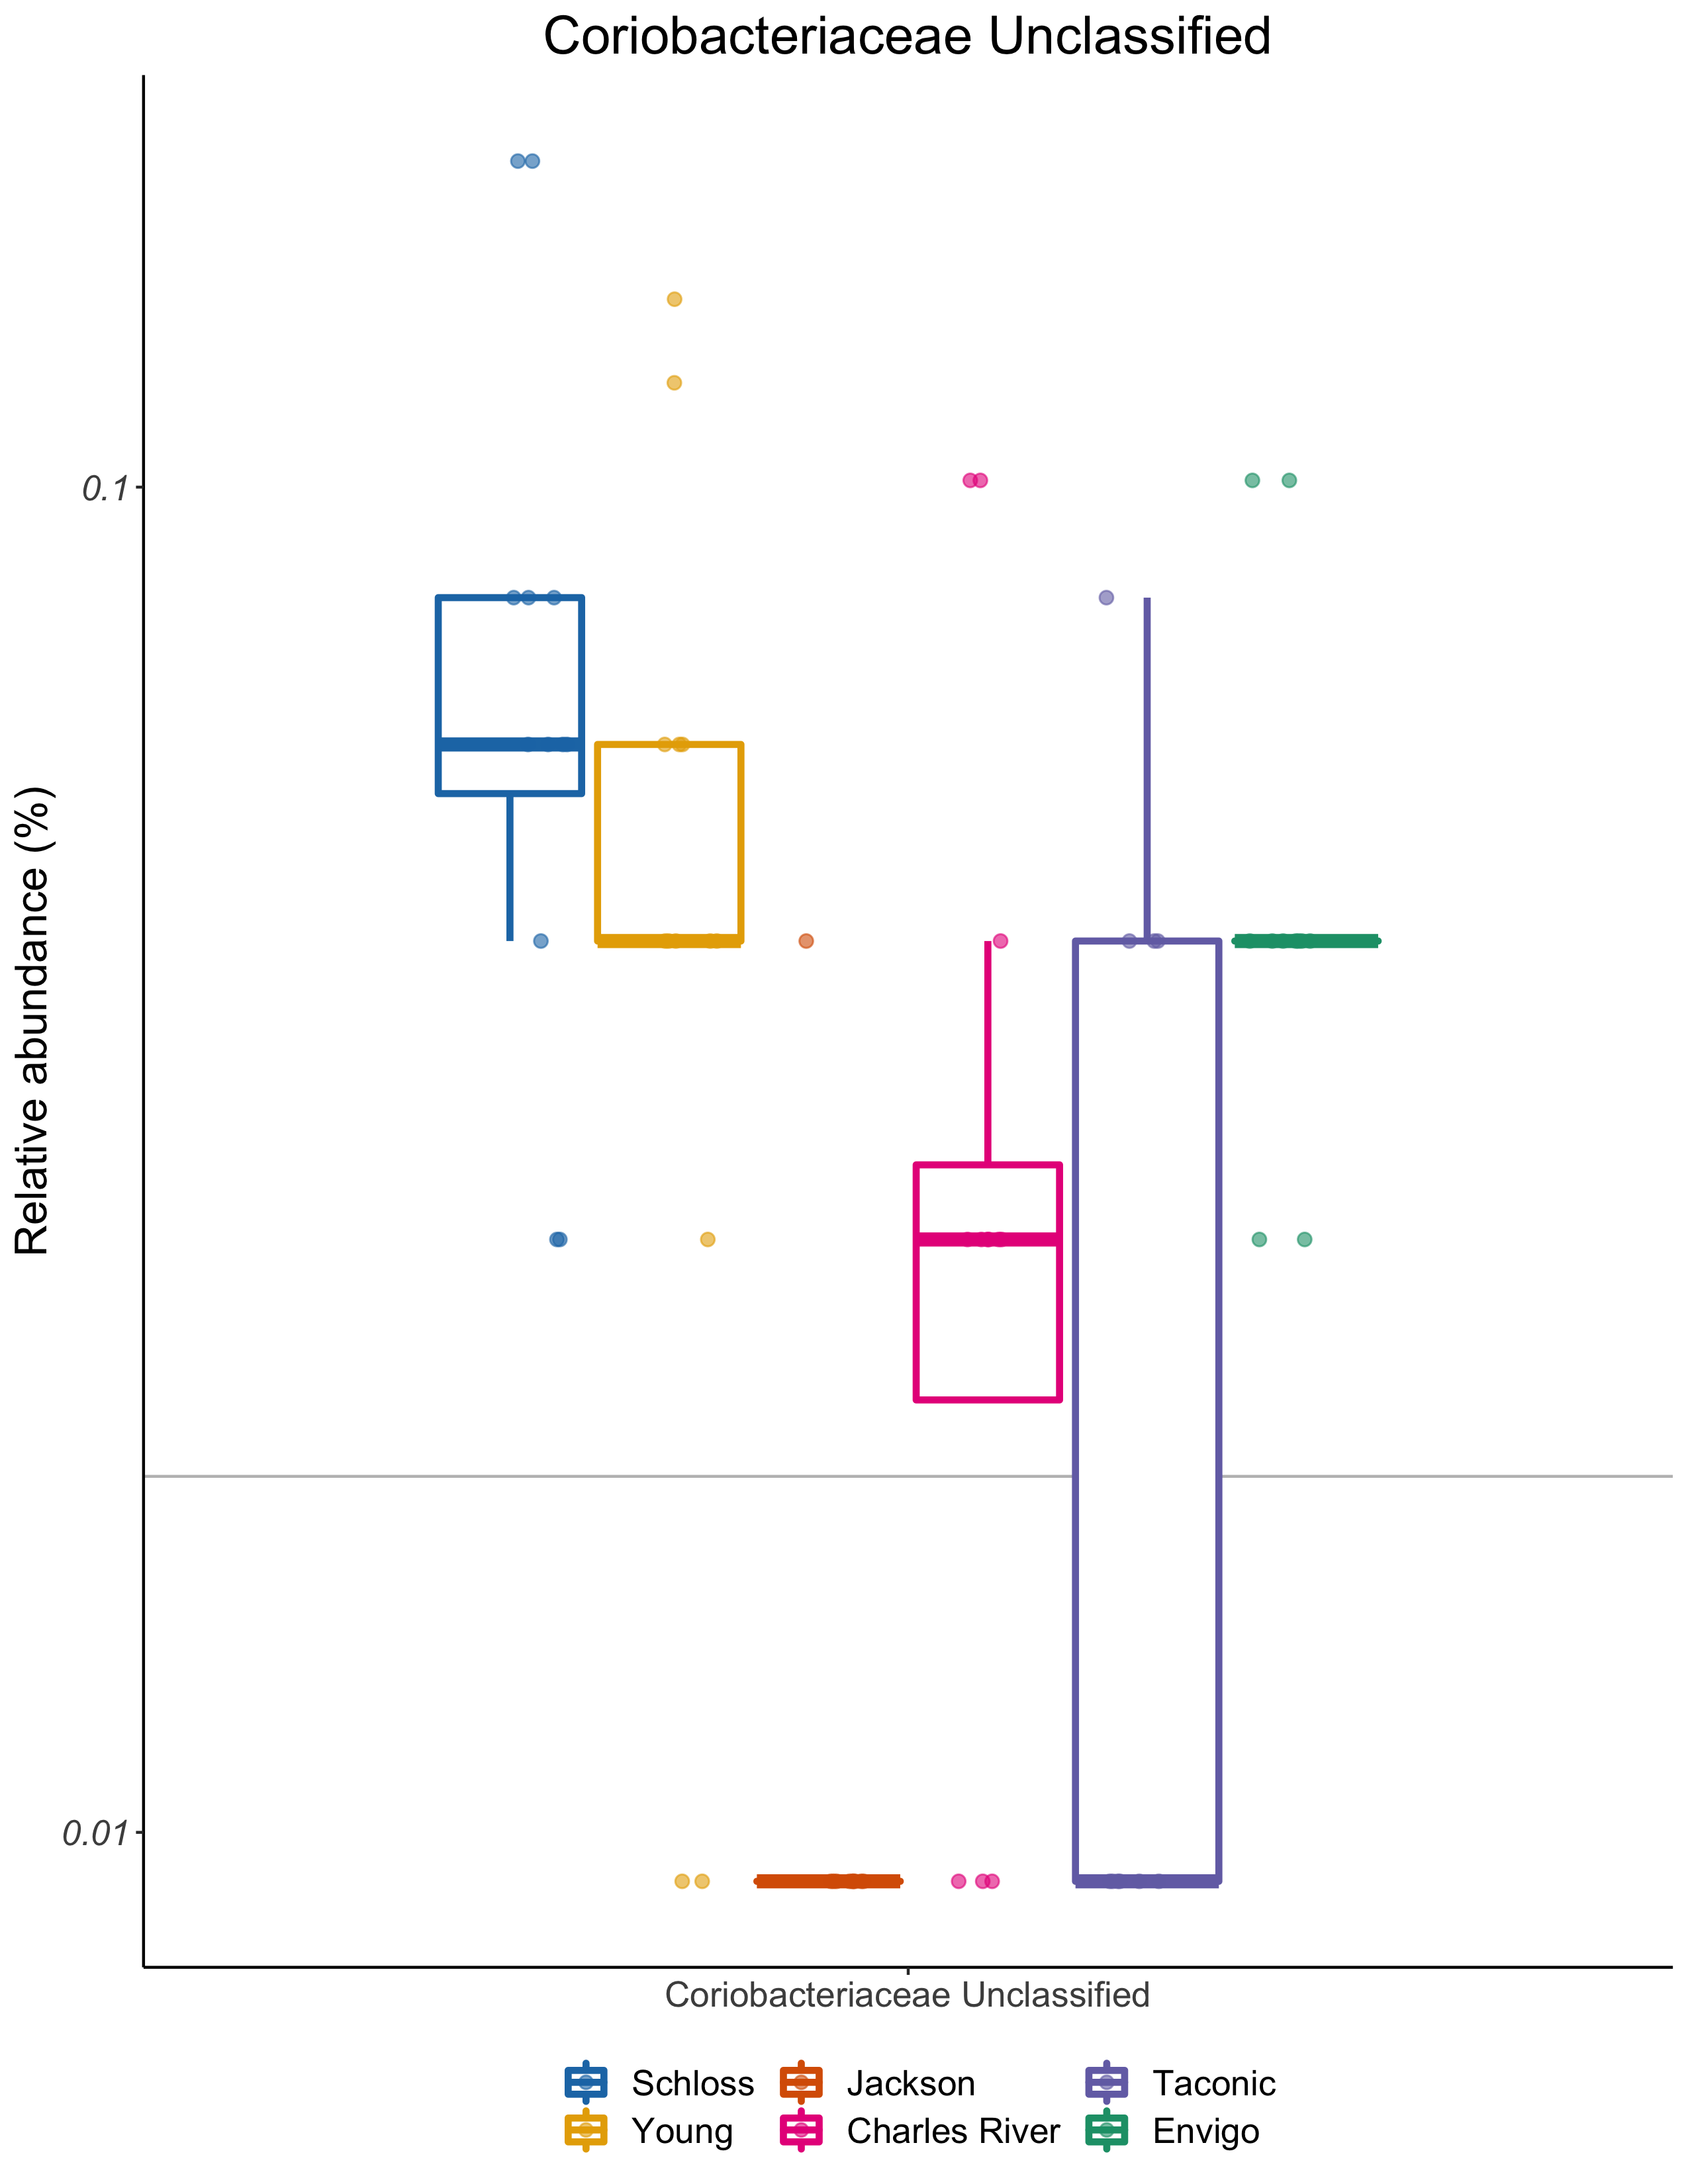 Coriobacteriaceae Unclassified
Relative abundance (%)
0.1
0.01
Coriobacteriaceae Unclassified
Schloss Jackson Taconic
Young Charles River Envigo